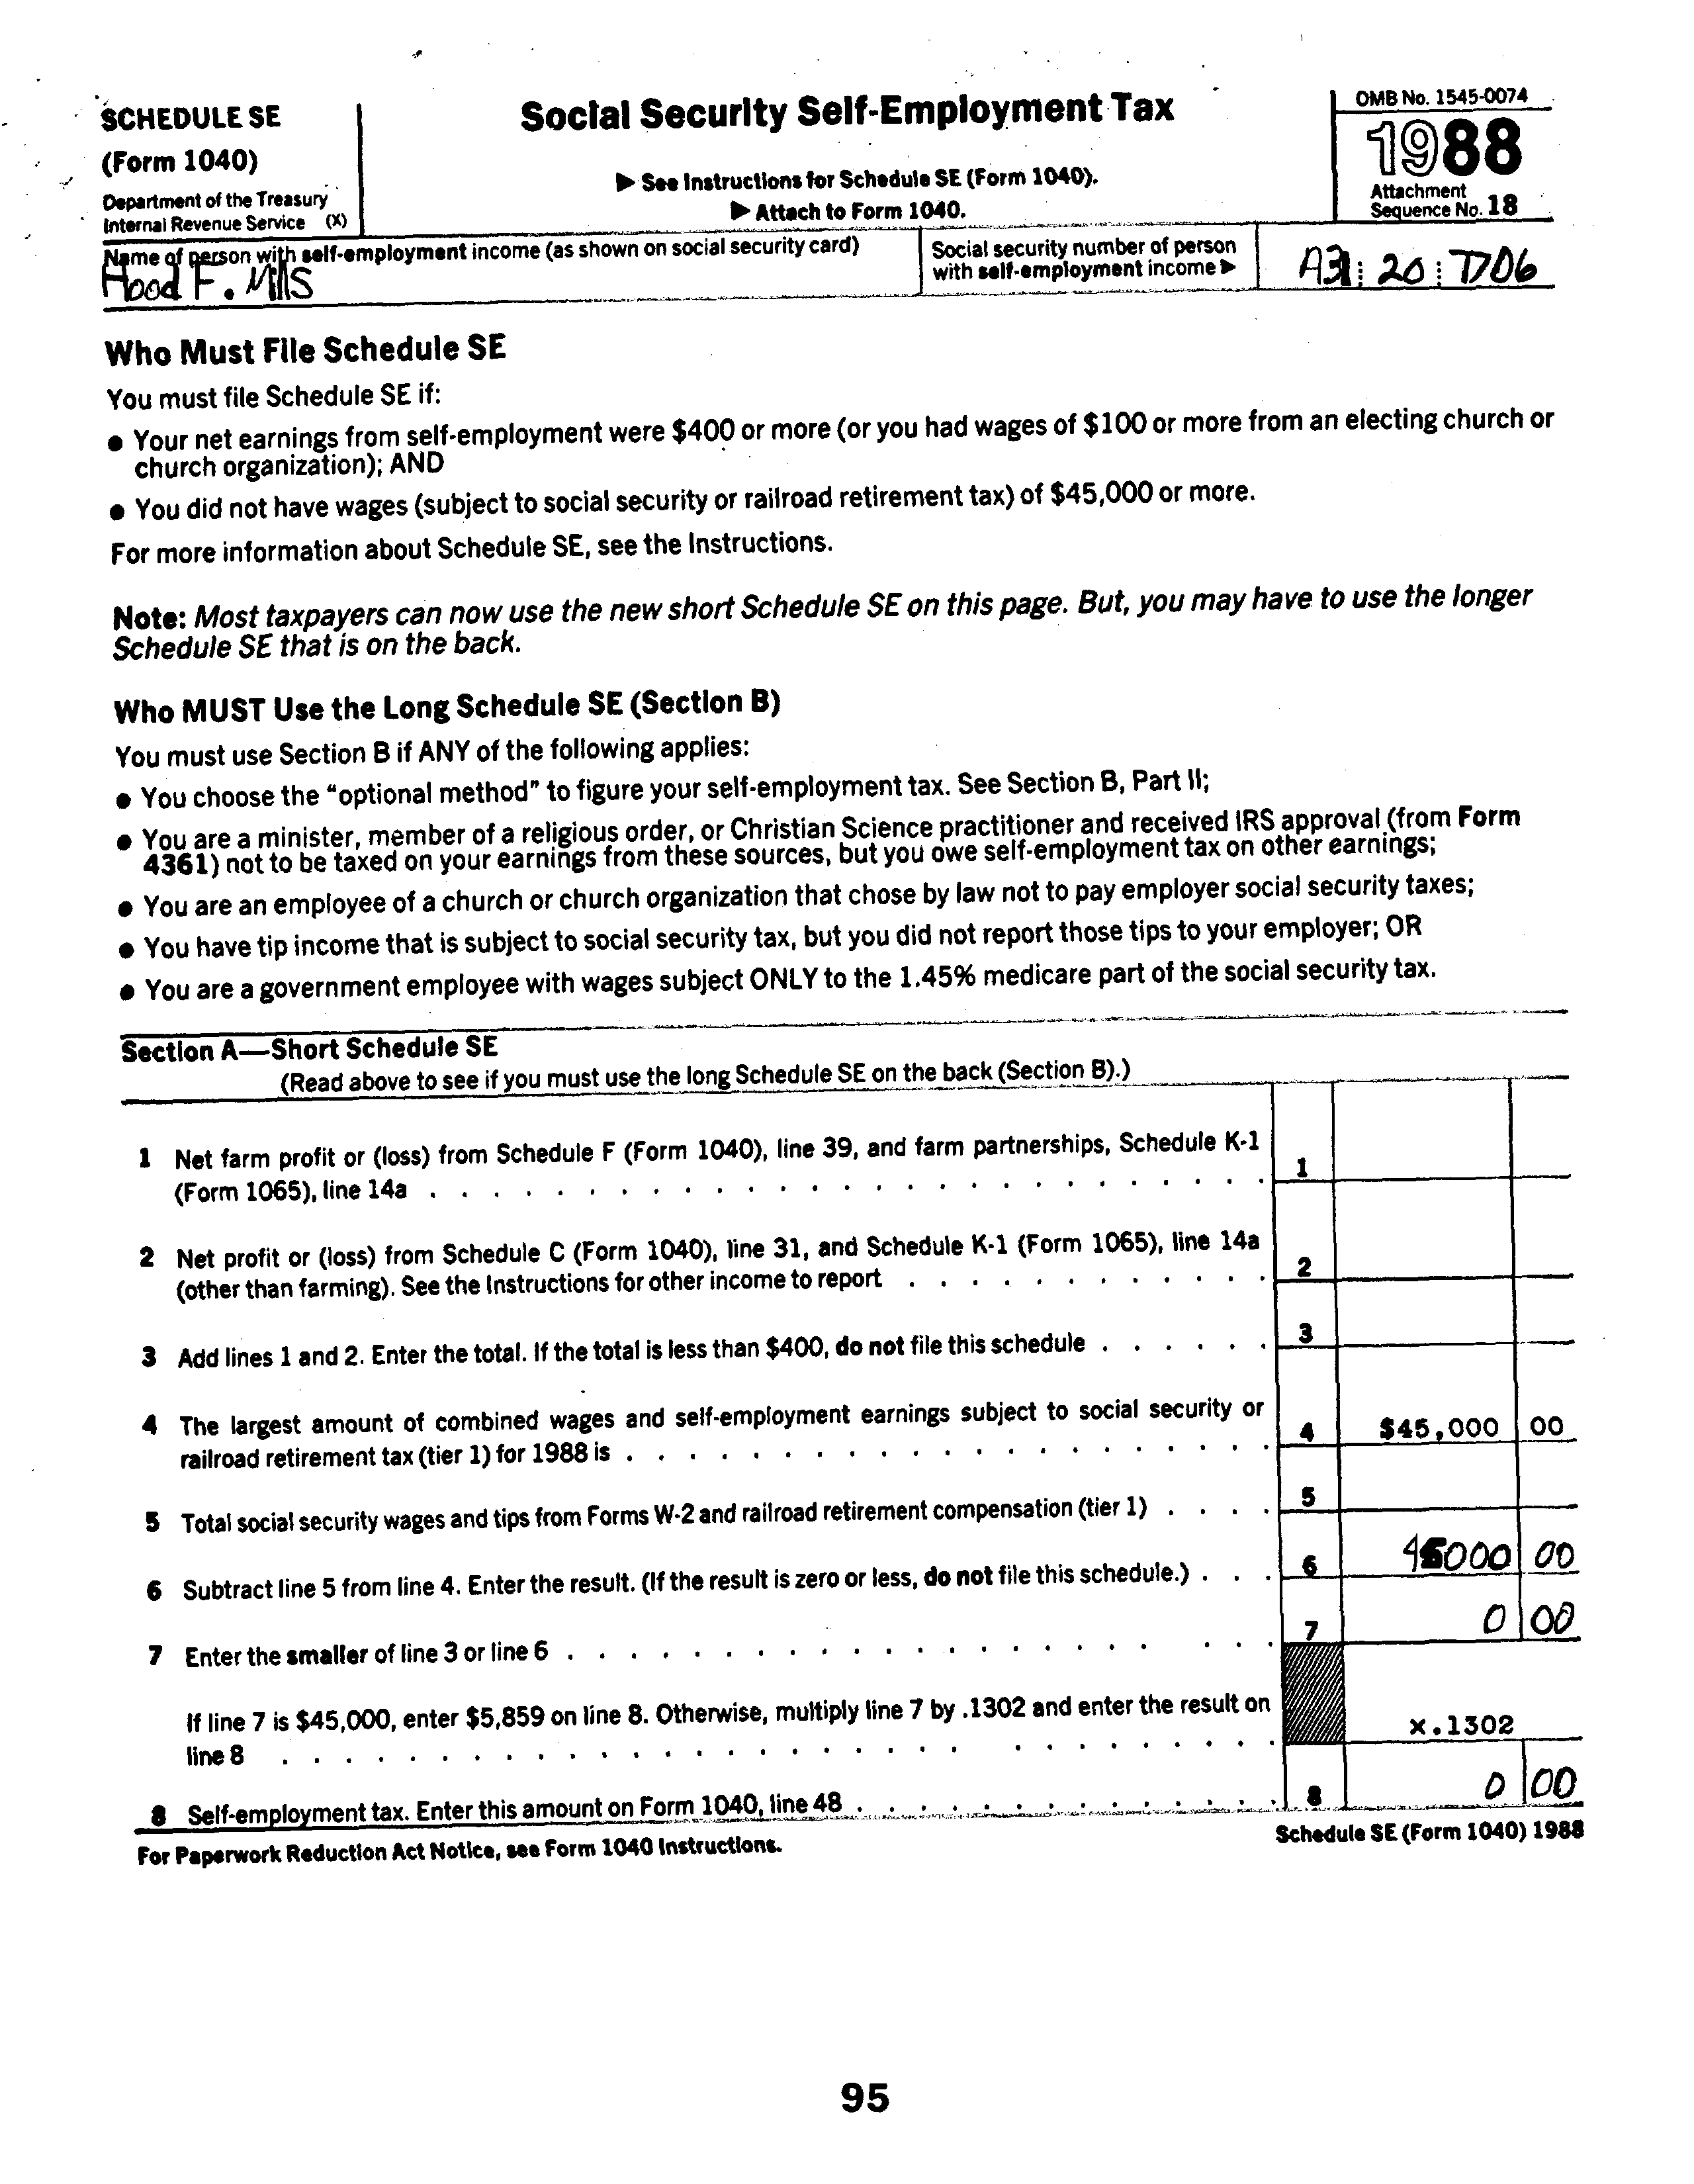 SCHEDULE SE
(Form 1040)
Department of the Treasury
Internal Revenue Service (X)
Social Security Self-Employment Tax
▶ See Instructions for Schedule SE (Form 1040).
▶ Attach to Form 1040.
OMB No. 1545-0074
1988
Attachment
Sequence No. 18
Name of person with self-employment income (as shown on social security card)
Hood F. Mills
Social security number of person
with self-employment income ▶
20 D06
Who Must File Schedule SE
You must file Schedule SE if:
● Your net earnings from self-employment were $400 or more (or you had wages of $100 or more from an electing church or
church organization); AND
● You did not have wages (subject to social security or railroad retirement tax) of $45,000 or more.
For more information about Schedule SE, see the Instructions.
Note: Most taxpayers can now use the new short Schedule SE on this page. But, you may have to use the longer
Schedule SE that is on the back.
Who MUST Use the Long Schedule SE (Section B)
You must use Section B if ANY of the following applies:
● You choose the “optional method” to figure your self-employment tax. See Section B, Part II;
● You are a minister, member of a religious order, or Christian Science practitioner and received IRS approval (from Form
4361) not to be taxed on your earnings from these sources, but you owe self-employment tax on other earnings;
● You are an employee of a church or church organization that chose by law not to pay employer social security taxes;
● You have tip income that is subject to social security tax, but you did not report those tips to your employer; OR
● You are a government employee with wages subject ONLY to the 1.45% medicare part of the social security tax.
Section A—Short Schedule SE
(Read above to see if you must use the long Schedule SE on the back (Section B).)
1 Net farm profit or (loss) from Schedule F (Form 1040), line 39, and farm partnerships, Schedule K-1
(Form 1065), line 14a . . . . . . . . . . . . . . . . . . . . . . . . . . . 1
2 Net profit or (loss) from Schedule C (Form 1040), line 31, and Schedule K-1 (Form 1065), line 14a
(other than farming). See the Instructions for other income to report . . . . . . . . . . . . 2
3 Add lines 1 and 2. Enter the total. If the total is less than $400, do not file this schedule . . . . . . 3
4 The largest amount of combined wages and self-employment earnings subject to social security or
railroad retirement tax (tier 1) for 1988 is . . . . . . . . . . . . . . . . . . . . . 4 $45,000 00
5 Total social security wages and tips from Forms W-2 and railroad retirement compensation (tier 1) . . . . 5
6 Subtract line 5 from line 4. Enter the result. (If the result is zero or less, do not file this schedule.) . . . 6 45000 00
7 Enter the smaller of line 3 or line 6 . . . . . . . . . . . . . . . . . . . . . . 7 0 00
If line 7 is $45,000, enter $5,859 on line 8. Otherwise, multiply line 7 by .1302 and enter the result on
line 8 . . . . . . . . . . . . . . . . . . . . . . . . . . . . . . . x.1302
8 Self-employment tax. Enter this amount on Form 1040, line 48 . . . . . . . . . . . . . . 8 0 00
For Paperwork Reduction Act Notice, see Form 1040 Instructions.
Schedule SE (Form 1040) 1988
95